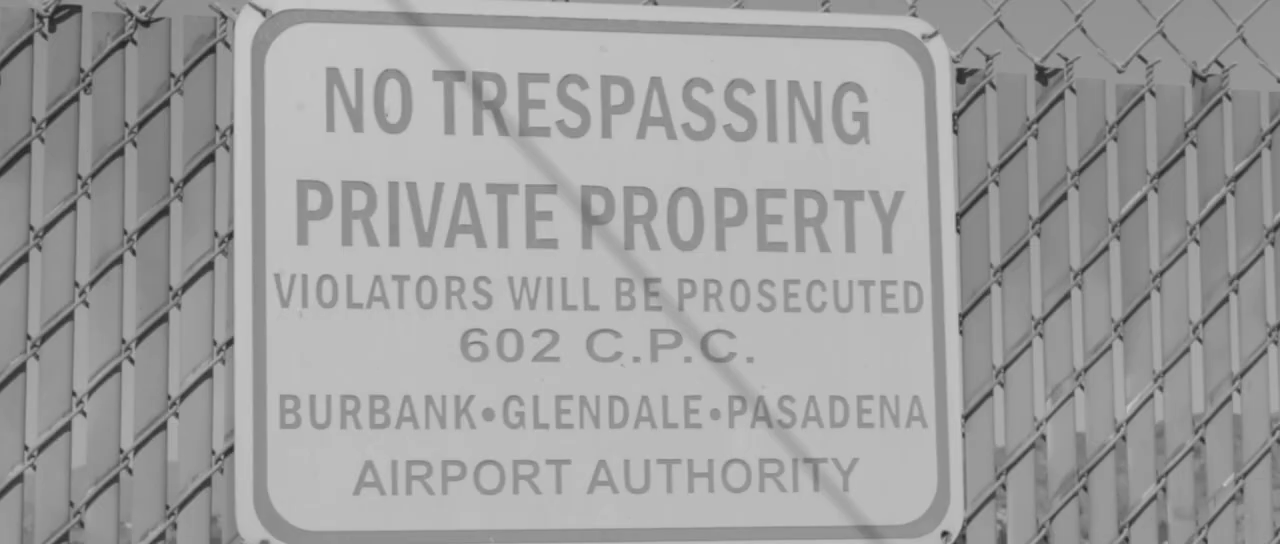 NO TRESPASSING
PRIVATE PROPERTY
VIOLATORS WILL BE PROSECUTED
602 C.P.C.
BURBANK•GLENDALE•PASADENA
AIRPORT AUTHORITY